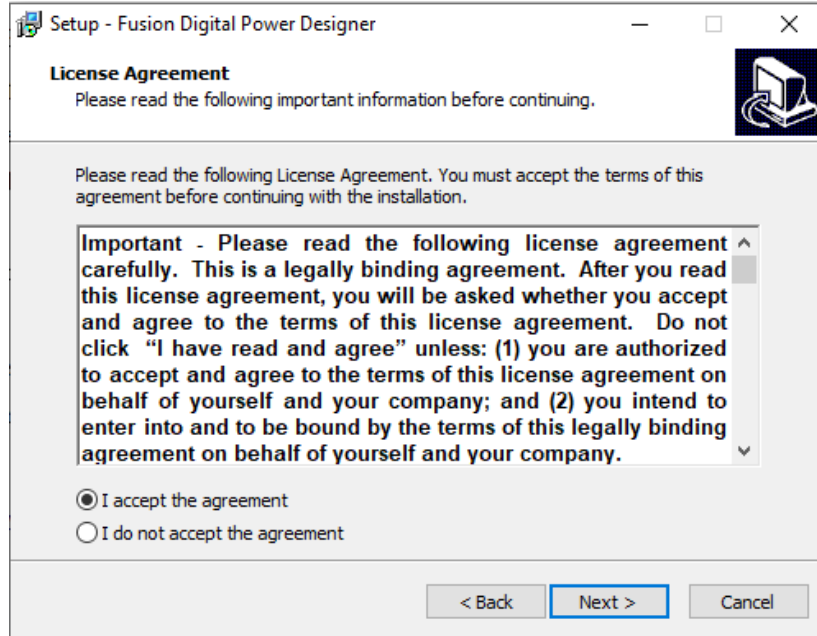 Setup - Fusion Digital Power Designer
License Agreement
Please read the following important information before continuing.
Please read the following License Agreement. You must accept the terms of this
agreement before continuing with the installation.
Important - Please read the following license agreement
carefully. This is a legally binding agreement. After you read
this license agreement, you will be asked whether you accept
and agree to the terms of this license agreement. Do not
click “I have read and agree” unless: (1) you are authorized
to accept and agree to the terms of this license agreement on
behalf of yourself and your company; and (2) you intend to
enter into and to be bound by the terms of this legally binding
agreement on behalf of yourself and your company.
I accept the agreement
I do not accept the agreement
< Back Next > Cancel